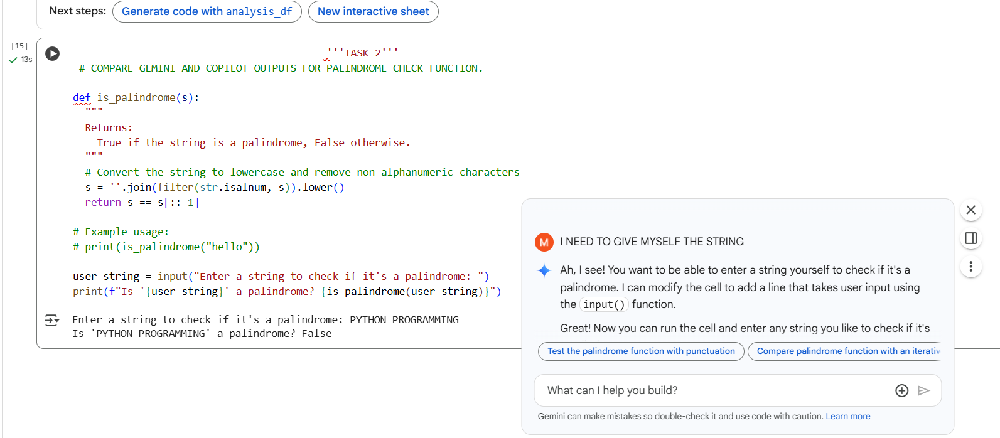 Next steps: Generate code with analysis_df New interactive sheet
[15]
13s
'''TASK 2'''
# COMPARE GEMINI AND COPILOT OUTPUTS FOR PALINDROME CHECK FUNCTION.
def is_palindrome(s):
"""
Returns:
True if the string is a palindrome, False otherwise.
"""
# Convert the string to lowercase and remove non-alphanumeric characters
s = ''.join(filter(str.isalnum, s)).lower()
return s == s[::-1]
# Example usage:
# print(is_palindrome("hello"))
user_string = input("Enter a string to check if it's a palindrome: ")
print(f"Is '{user_string}' a palindrome? {is_palindrome(user_string)}")
Enter a string to check if it's a palindrome: PYTHON PROGRAMMING
Is 'PYTHON PROGRAMMING' a palindrome? False
M I NEED TO GIVE MYSELF THE STRING
Ah, I see! You want to be able to enter a string yourself to check if it's a
palindrome. I can modify the cell to add a line that takes user input using
the input() function.
Great! Now you can run the cell and enter any string you like to check if it's
Test the palindrome function with punctuation Compare palindrome function with an iterativ
What can I help you build?
Gemini can make mistakes so double-check it and use code with caution. Learn more